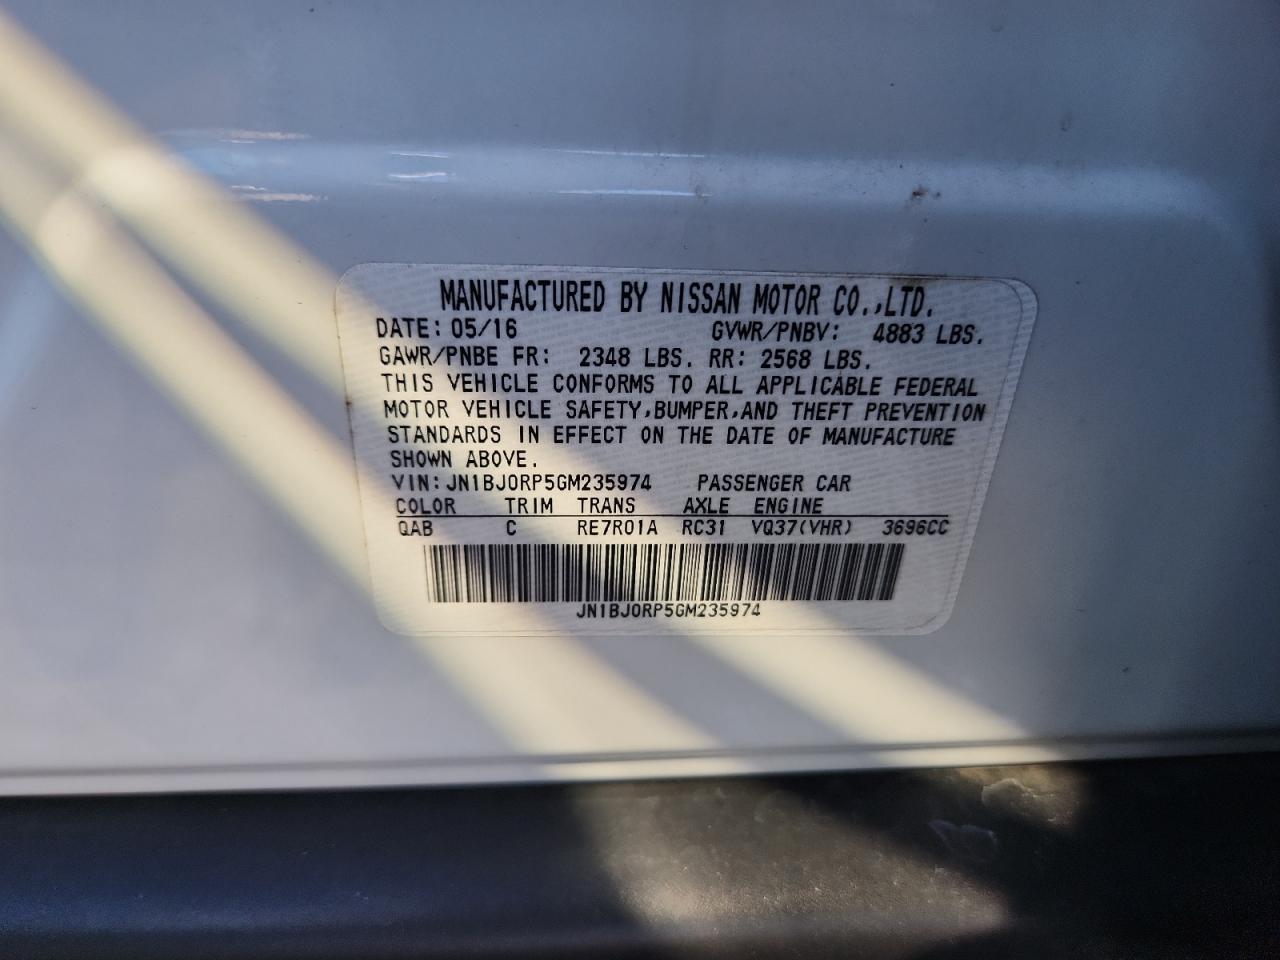 MANUFACTURED BY NISSAN MOTOR CO.,LTD.
DATE: 05/16 GVWR/PNBV: 4883 LBS.
GAWR/PNBE FR: 2348 LBS. RR: 2568 LBS.
THIS VEHICLE CONFORMS TO ALL APPLICABLE FEDERAL
MOTOR VEHICLE SAFETY,BUMPER,AND THEFT PREVENTION
STANDARDS IN EFFECT ON THE DATE OF MANUFACTURE
SHOWN ABOVE.
VIN: JN1BJ0RP5GM235974 PASSENGER CAR
COLOR TRIM TRANS AXLE ENGINE
QAB C RE7R01A RC31 VQ37(VHR) 3696CC
JN1BJ0RP5GM235974